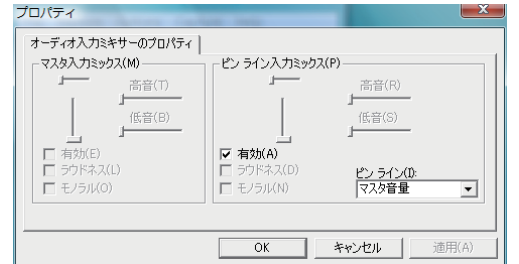 プロパティ
オーディオ入力ミキサーのプロパティ
マスタ入力ミックス(M)
高音(T)
低音(B)
有効(E)
ラウドネス(L)
モノラル(O)
ピン ライン入力ミックス(P)
高音(R)
低音(S)
有効(A)
ラウドネス(D)
モノラル(N)
ピン ライン(I):
マスタ音量
OK
キャンセル
適用(A)